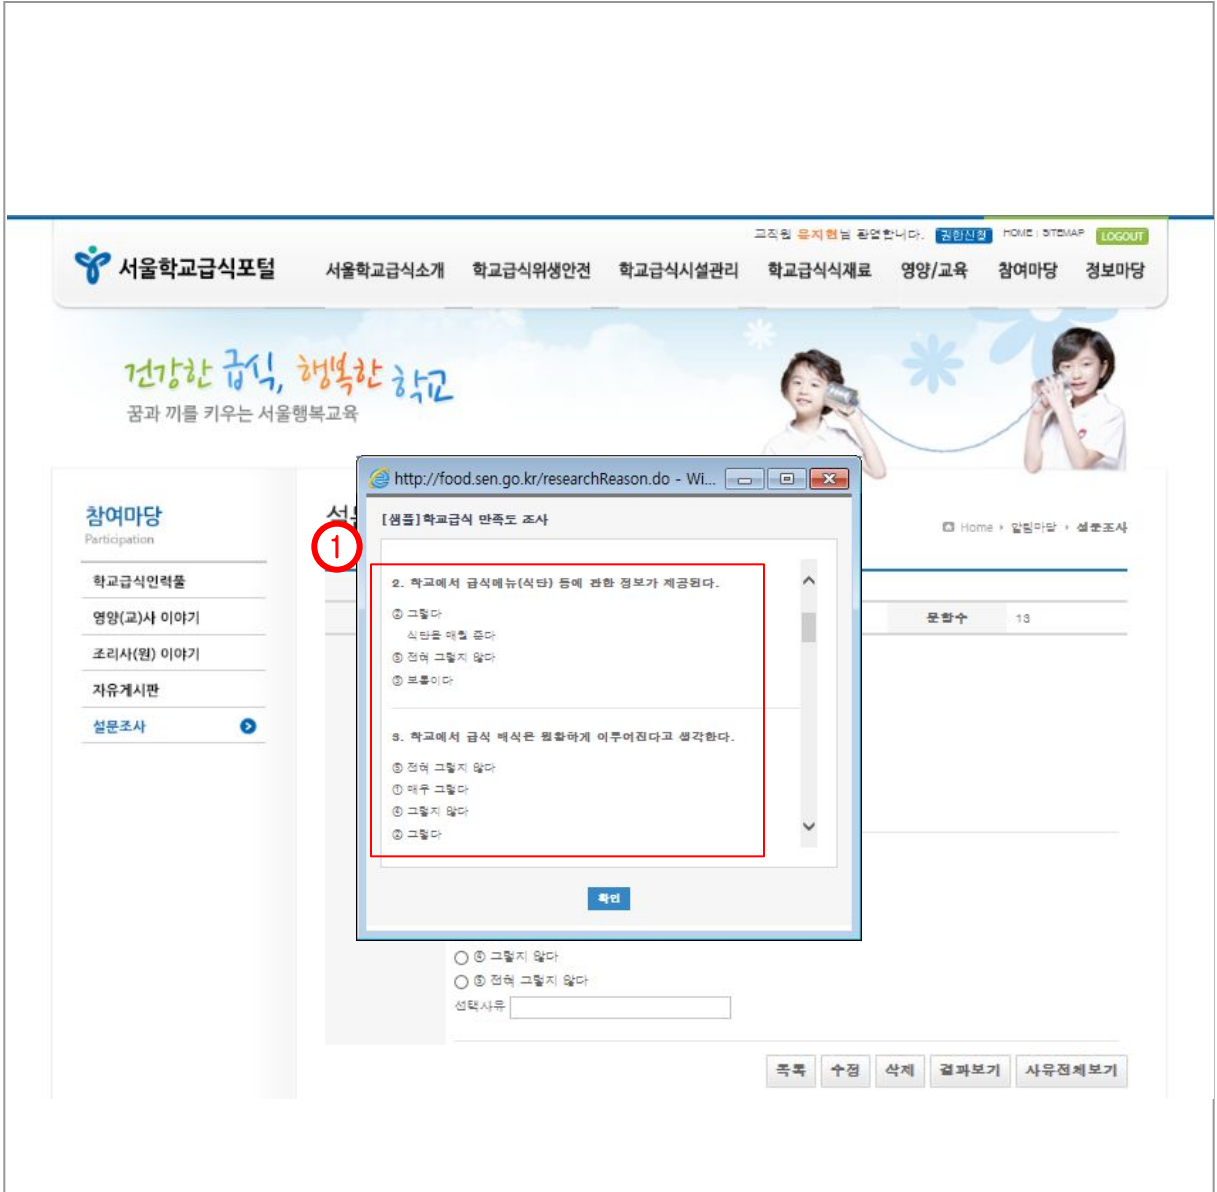 교직원 윤지현님 환영합니다. 권한신청 HOME | SITEMAP LOGOUT
서울학교급식포털 서울학교급식소개 학교급식위생안전 학교급식시설관리 학교급식식재료 영양/교육 참여마당 정보마당
건강한 급식, 행복한 학교
꿈과 끼를 키우는 서울행복교육
참여마당
Participation
학교급식인력풀
영양(교)사 이야기
조리사(원) 이야기
자유게시판
설문조사
Home 알림마당 설문조사
문항수 13
http://food.sen.go.kr/researchReason.do - Wi...
[샘플]학교급식 만족도 조사
1
2. 학교에서 급식메뉴(식단) 등에 관한 정보가 제공된다.
② 그렇다
식단을 매월 준다
⑤ 전혀 그렇지 않다
③ 보통이다
3. 학교에서 급식 배식은 원활하게 이루어진다고 생각한다.
⑤ 전혀 그렇지 않다
① 매우 그렇다
④ 그렇지 않다
② 그렇다
확인
④ 그렇지 않다
⑤ 전혀 그렇지 않다
선택사유
목록 수정 삭제 결과보기 사유전체보기